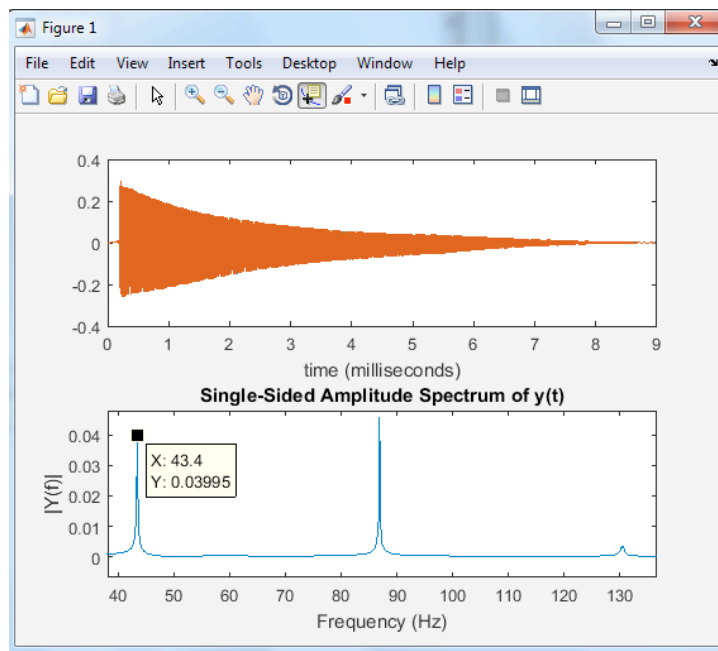 Figure 1
File Edit View Insert Tools Desktop Window Help
0.4
0.2
0
-0.2
-0.4
0 1 2 3 4 5 6 7 8 9
time (milliseconds)
Single-Sided Amplitude Spectrum of y(t)
|Y(f)|
0.04
0.03
0.02
0.01
0
X: 43.4
Y: 0.03995
40 50 60 70 80 90 100 110 120 130
Frequency (Hz)